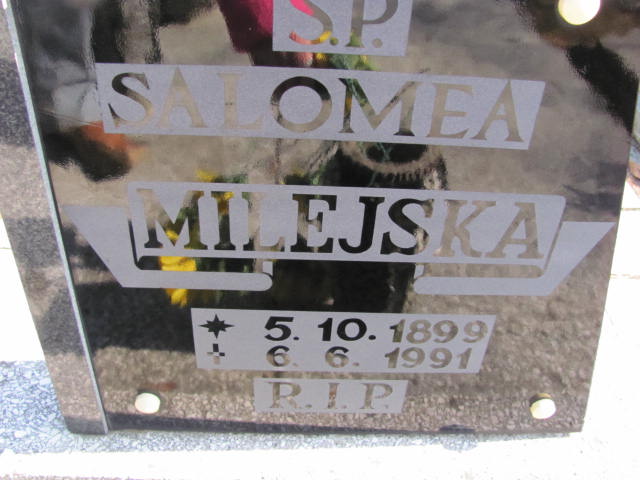 Ś.P.
SALOMEA
MILEJSKA
5. 10. 1899
6. 6. 1991
R.I.P.